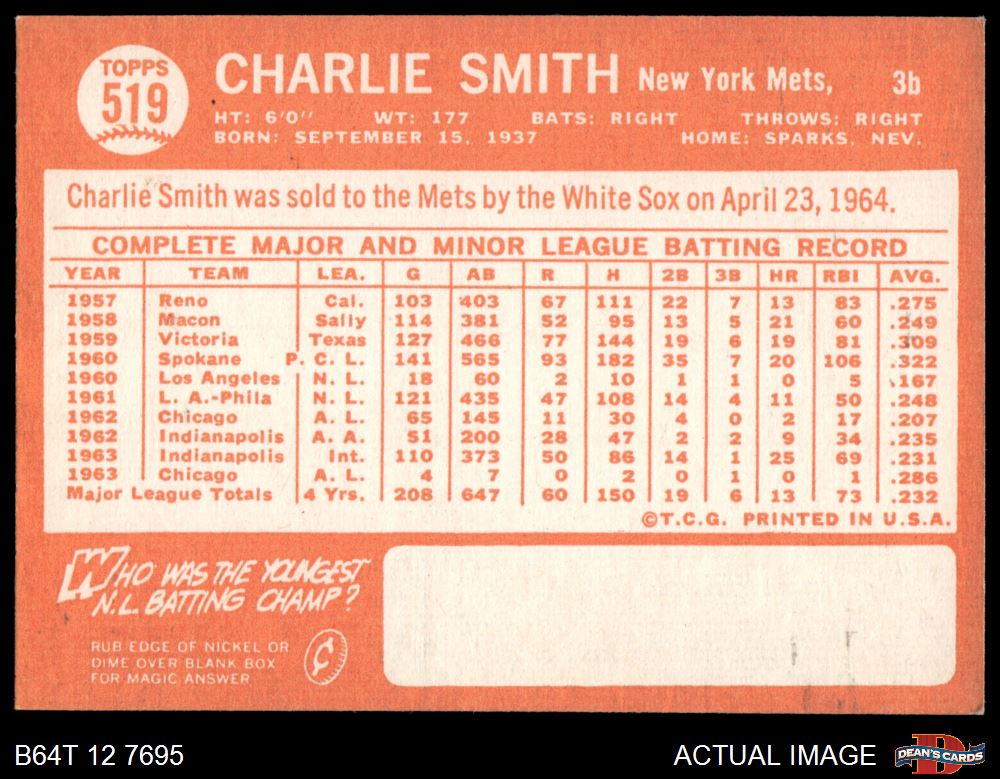 TOPPS
519
CHARLIE SMITH New York Mets, 3b
HT: 6'0" WT: 177 BATS: RIGHT THROWS: RIGHT
BORN: SEPTEMBER 15, 1937 HOME: SPARKS, NEV.
Charlie Smith was sold to the Mets by the White Sox on April 23, 1964.
COMPLETE MAJOR AND MINOR LEAGUE BATTING RECORD
YEAR TEAM LEA. G AB R H 2B 3B HR RBI AVG.
1957 Reno Cal. 103 403 67 111 22 7 13 83 .275
1958 Macon Sally 114 381 52 95 13 5 21 60 .249
1959 Victoria Texas 127 466 77 144 19 6 19 81 .309
1960 Spokane P. C. L. 141 565 93 182 35 7 20 106 .322
1960 Los Angeles N. L. 18 60 2 10 1 1 0 5 .167
1961 L. A.-Phila N. L. 121 435 47 108 14 4 11 50 .248
1962 Chicago A. L. 65 145 11 30 4 0 2 17 .207
1962 Indianapolis A. A. 51 200 28 47 2 2 9 34 .235
1963 Indianapolis Int. 110 373 50 86 14 1 25 69 .231
1963 Chicago A. L. 4 7 0 2 0 1 0 1 .286
Major League Totals 4 Yrs. 208 647 60 150 19 6 13 73 .232
©T.C.G. PRINTED IN U.S.A.
WHO WAS THE YOUNGEST
N.L. BATTING CHAMP?
RUB EDGE OF NICKEL OR
DIME OVER BLANK BOX
FOR MAGIC ANSWER
¢
B64T 12 7695 ACTUAL IMAGE
DEAN'S CARDS